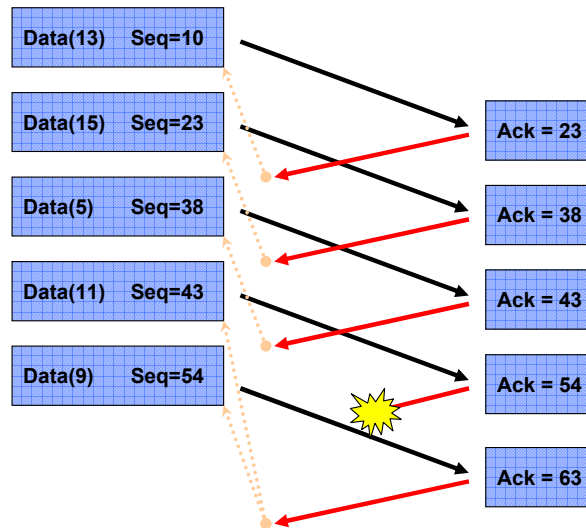 Data(13) Seq=10
Ack = 23
Data(15) Seq=23
Ack = 38
Data(5) Seq=38
Ack = 43
Data(11) Seq=43
Ack = 54
Data(9) Seq=54
Ack = 63